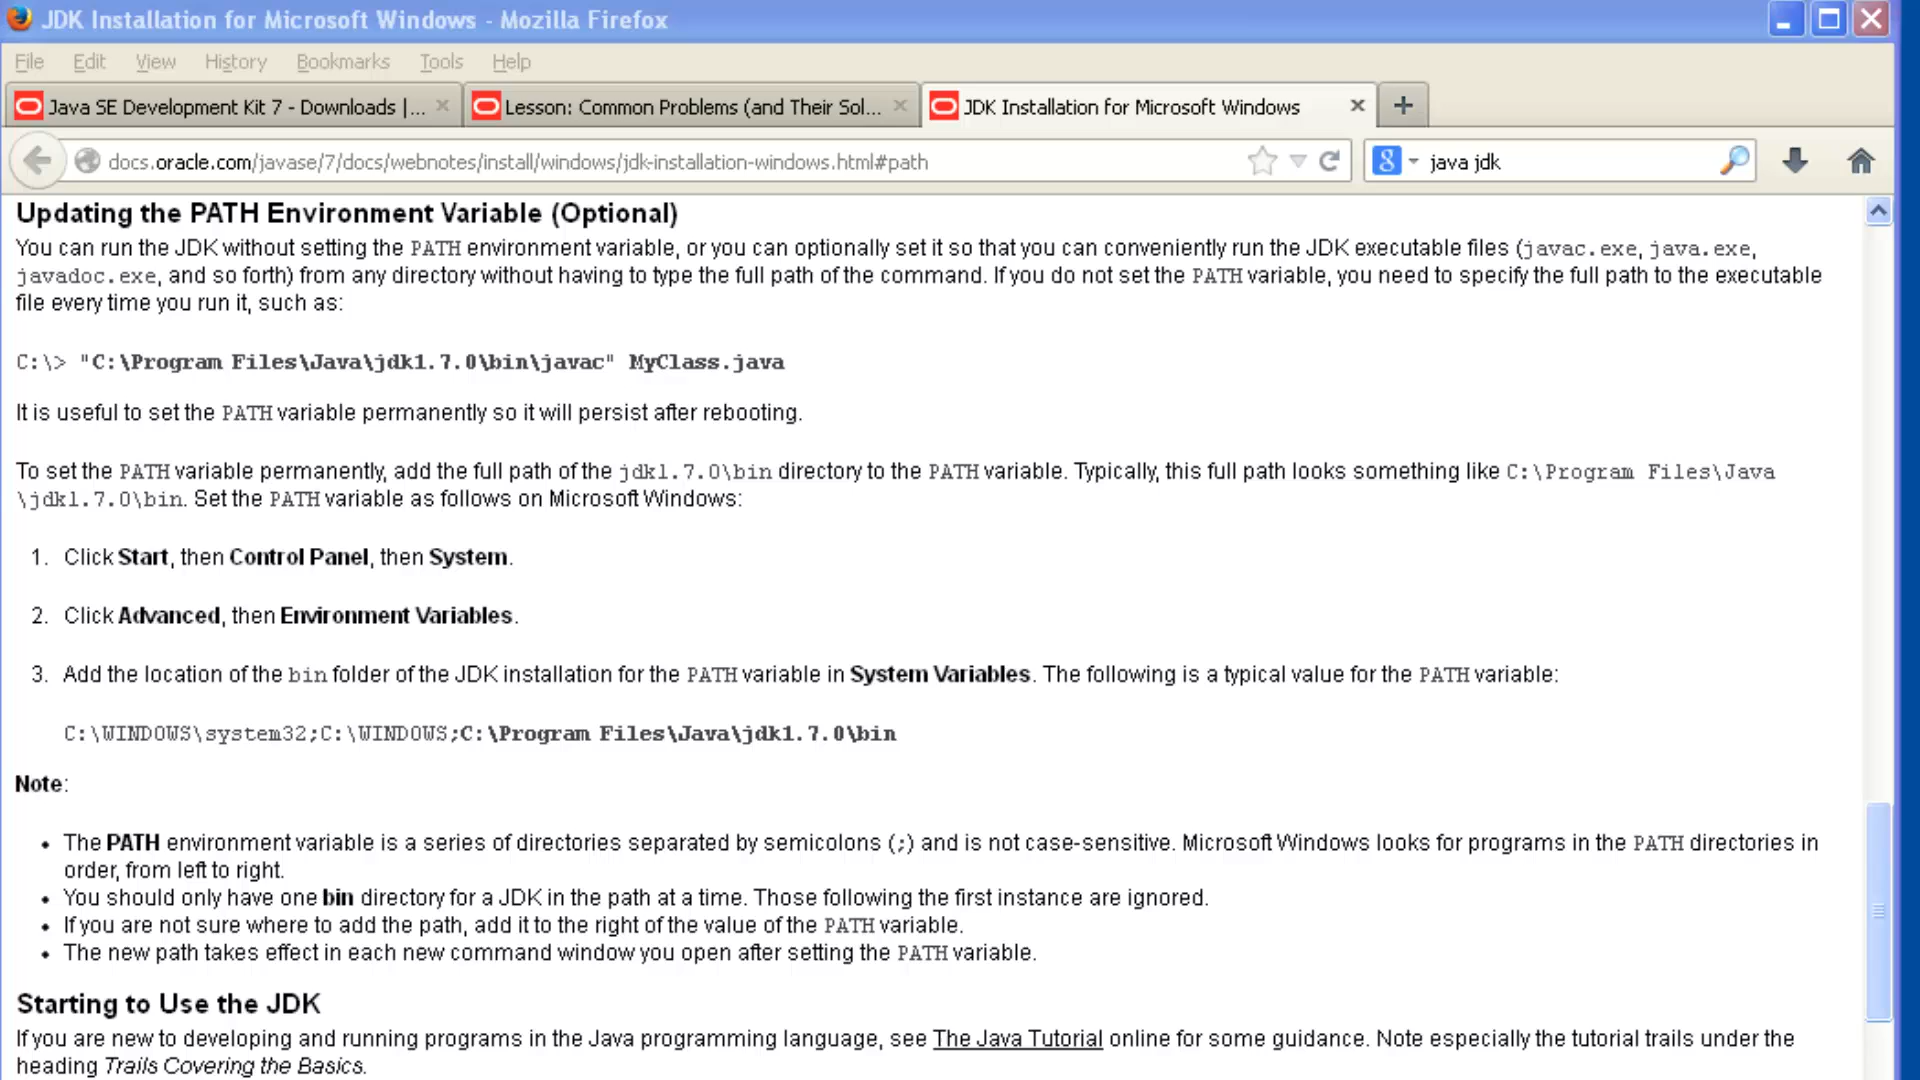 JDK Installation for Microsoft Windows - Mozilla Firefox
File Edit View History Bookmarks Tools Help
Java SE Development Kit 7 - Downloads |... Lesson: Common Problems (and Their Sol... JDK Installation for Microsoft Windows
docs.oracle.com/javase/7/docs/webnotes/install/windows/jdk-installation-windows.html#path 8 java jdk
Updating the PATH Environment Variable (Optional)
You can run the JDK without setting the PATH environment variable, or you can optionally set it so that you can conveniently run the JDK executable files (javac.exe, java.exe,
javadoc.exe, and so forth) from any directory without having to type the full path of the command. If you do not set the PATH variable, you need to specify the full path to the executable
file every time you run it, such as:
C:\> "C:\Program Files\Java\jdk1.7.0\bin\javac" MyClass.java
It is useful to set the PATH variable permanently so it will persist after rebooting.
To set the PATH variable permanently, add the full path of the jdk1.7.0\bin directory to the PATH variable. Typically, this full path looks something like C:\Program Files\Java
\jdk1.7.0\bin. Set the PATH variable as follows on Microsoft Windows:
1. Click Start, then Control Panel, then System.
2. Click Advanced, then Environment Variables.
3. Add the location of the bin folder of the JDK installation for the PATH variable in System Variables. The following is a typical value for the PATH variable:
C:\WINDOWS\system32;C:\WINDOWS;C:\Program Files\Java\jdk1.7.0\bin
Note:
• The PATH environment variable is a series of directories separated by semicolons (;) and is not case-sensitive. Microsoft Windows looks for programs in the PATH directories in
order, from left to right.
• You should only have one bin directory for a JDK in the path at a time. Those following the first instance are ignored.
• If you are not sure where to add the path, add it to the right of the value of the PATH variable.
• The new path takes effect in each new command window you open after setting the PATH variable.
Starting to Use the JDK
If you are new to developing and running programs in the Java programming language, see The Java Tutorial online for some guidance. Note especially the tutorial trails under the
heading Trails Covering the Basics.